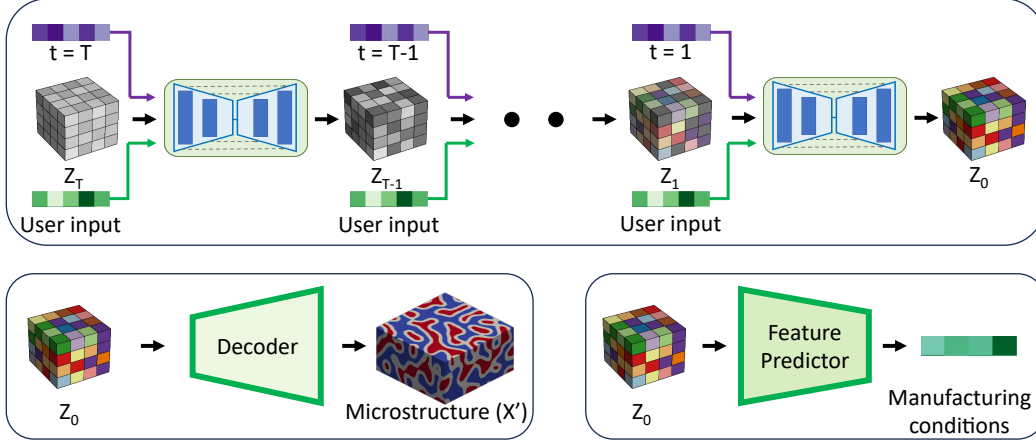 t = T
t = T-1
t = 1
Z_T
Z_{T-1}
Z_1
Z_0
User input
User input
User input
Decoder
Z_0
Microstructure (X')
Feature
Predictor
Z_0
Manufacturing
conditions